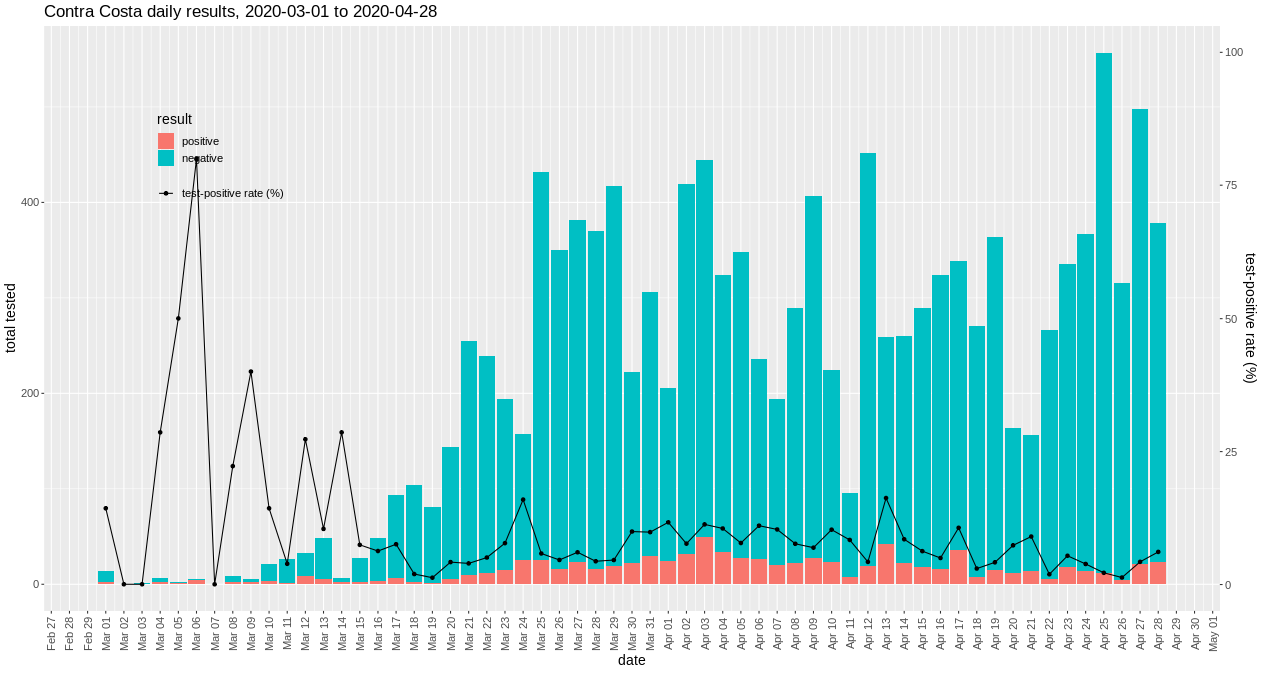 Contra Costa daily results, 2020-03-01 to 2020-04-28
result
positive
negative
test-positive rate (%)
total tested
400
200
0
100
75
50
25
0
test-positive rate (%)
Feb 27
Feb 28
Feb 29
Mar 01
Mar 02
Mar 03
Mar 04
Mar 05
Mar 06
Mar 07
Mar 08
Mar 09
Mar 10
Mar 11
Mar 12
Mar 13
Mar 14
Mar 15
Mar 16
Mar 17
Mar 18
Mar 19
Mar 20
Mar 21
Mar 22
Mar 23
Mar 24
Mar 25
Mar 26
Mar 27
Mar 28
Mar 29
Mar 30
Mar 31
Apr 01
Apr 02
Apr 03
Apr 04
Apr 05
Apr 06
Apr 07
Apr 08
Apr 09
Apr 10
Apr 11
Apr 12
Apr 13
Apr 14
Apr 15
Apr 16
Apr 17
Apr 18
Apr 19
Apr 20
Apr 21
Apr 22
Apr 23
Apr 24
Apr 25
Apr 26
Apr 27
Apr 28
Apr 29
Apr 30
May 01
date